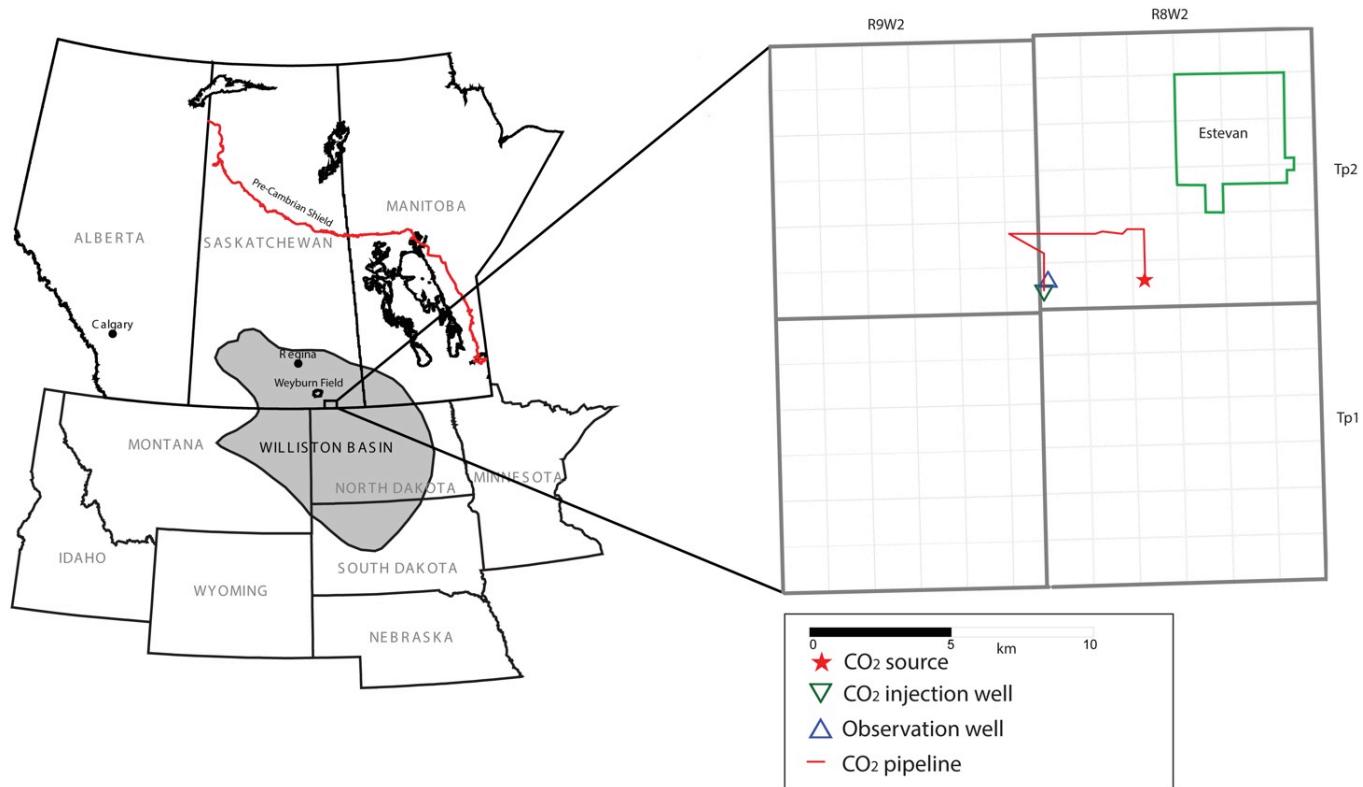 R9W2
R8W2
Estevan
Tp2
Tp1
Pre-Cambrian Shield
MANITOBA
ALBERTA
SASKATCHEWAN
Calgary
Regina
Weyburn Field
MONTANA
WILLISTON BASIN
NORTH DAKOTA
MINNESOTA
IDAHO
SOUTH DAKOTA
WYOMING
NEBRASKA
0 5 10
km
CO₂ source
CO₂ injection well
Observation well
CO₂ pipeline